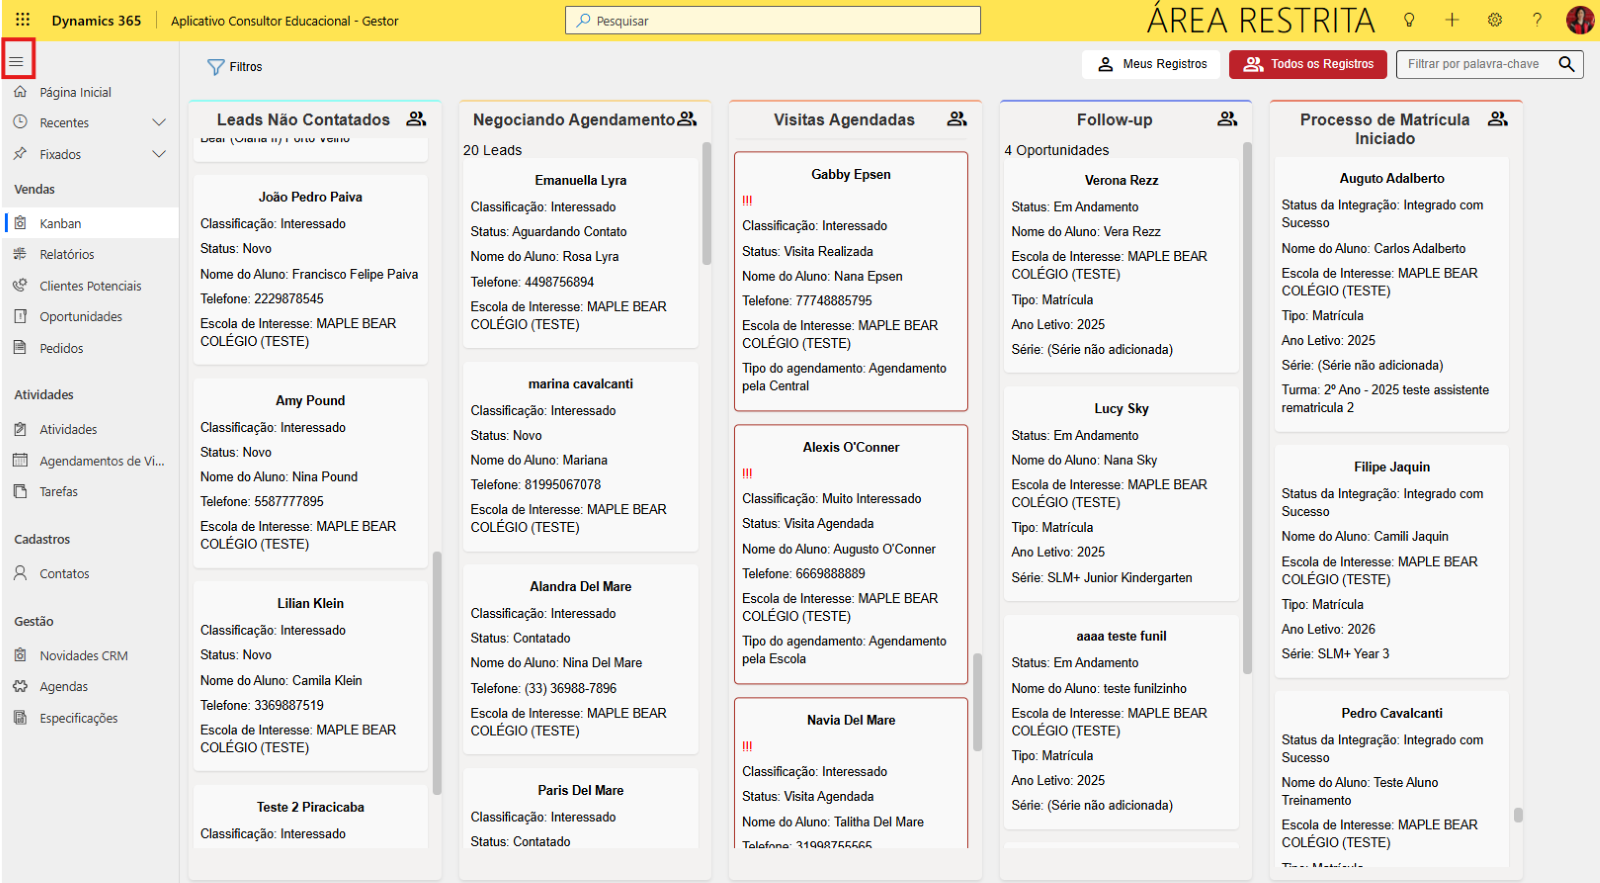 Dynamics 365
Aplicativo Consultor Educacional - Gestor
Pesquisar
ÁREA RESTRITA
?
Filtros
Meus Registros
Todos os Registros
Filtrar por palavra-chave
Página Inicial
Recentes
Fixados
Vendas
Kanban
Relatórios
Clientes Potenciais
Oportunidades
Pedidos
Atividades
Atividades
Agendamentos de Vi...
Tarefas
Cadastros
Contatos
Gestão
Novidades CRM
Agendas
Especificações
Leads Não Contatados
João Pedro Paiva
Classificação: Interessado
Status: Novo
Nome do Aluno: Francisco Felipe Paiva
Telefone: 2229878545
Escola de Interesse: MAPLE BEAR
COLÉGIO (TESTE)
Amy Pound
Classificação: Interessado
Status: Novo
Nome do Aluno: Nina Pound
Telefone: 5587777895
Escola de Interesse: MAPLE BEAR
COLÉGIO (TESTE)
Lilian Klein
Classificação: Interessado
Status: Novo
Nome do Aluno: Camila Klein
Telefone: 3369887519
Escola de Interesse: MAPLE BEAR
COLÉGIO (TESTE)
Teste 2 Piracicaba
Classificação: Interessado
Negociando Agendamento
20 Leads
Emanuella Lyra
Classificação: Interessado
Status: Aguardando Contato
Nome do Aluno: Rosa Lyra
Telefone: 4498756894
Escola de Interesse: MAPLE BEAR
COLÉGIO (TESTE)
marina cavalcanti
Classificação: Interessado
Status: Novo
Nome do Aluno: Mariana
Telefone: 81995067078
Escola de Interesse: MAPLE BEAR
COLÉGIO (TESTE)
Alandra Del Mare
Classificação: Interessado
Status: Contatado
Nome do Aluno: Nina Del Mare
Telefone: (33) 36988-7896
Escola de Interesse: MAPLE BEAR
COLÉGIO (TESTE)
Paris Del Mare
Classificação: Interessado
Status: Contatado
Visitas Agendadas
Gabby Epsen
!!!
Classificação: Interessado
Status: Visita Realizada
Nome do Aluno: Nana Epsen
Telefone: 77748885795
Escola de Interesse: MAPLE BEAR
COLÉGIO (TESTE)
Tipo do agendamento: Agendamento
pela Central
Alexis O'Conner
!!!
Classificação: Muito Interessado
Status: Visita Agendada
Nome do Aluno: Augusto O'Conner
Telefone: 6669888889
Escola de Interesse: MAPLE BEAR
COLÉGIO (TESTE)
Tipo do agendamento: Agendamento
pela Escola
Navia Del Mare
!!!
Classificação: Interessado
Status: Visita Agendada
Nome do Aluno: Talitha Del Mare
Telefone: 31998755565
Follow-up
4 Oportunidades
Verona Rezz
Status: Em Andamento
Nome do Aluno: Vera Rezz
Escola de Interesse: MAPLE BEAR
COLÉGIO (TESTE)
Tipo: Matrícula
Ano Letivo: 2025
Série: (Série não adicionada)
Lucy Sky
Status: Em Andamento
Nome do Aluno: Nana Sky
Escola de Interesse: MAPLE BEAR
COLÉGIO (TESTE)
Tipo: Matrícula
Ano Letivo: 2025
Série: SLM+ Junior Kindergarten
aaaa teste funil
Status: Em Andamento
Nome do Aluno: teste funilzinho
Escola de Interesse: MAPLE BEAR
COLÉGIO (TESTE)
Tipo: Matrícula
Ano Letivo: 2025
Série: (Série não adicionada)
Processo de Matrícula
Iniciado
Auguto Adalberto
Status da Integração: Integrado com
Sucesso
Nome do Aluno: Carlos Adalberto
Escola de Interesse: MAPLE BEAR
COLÉGIO (TESTE)
Tipo: Matrícula
Ano Letivo: 2025
Série: (Série não adicionada)
Turma: 2º Ano - 2025 teste assistente
rematricula 2
Filipe Jaquin
Status da Integração: Integrado com
Sucesso
Nome do Aluno: Camili Jaquin
Escola de Interesse: MAPLE BEAR
COLÉGIO (TESTE)
Tipo: Matrícula
Ano Letivo: 2026
Série: SLM+ Year 3
Pedro Cavalcanti
Status da Integração: Integrado com
Sucesso
Nome do Aluno: Teste Aluno
Treinamento
Escola de Interesse: MAPLE BEAR
COLÉGIO (TESTE)